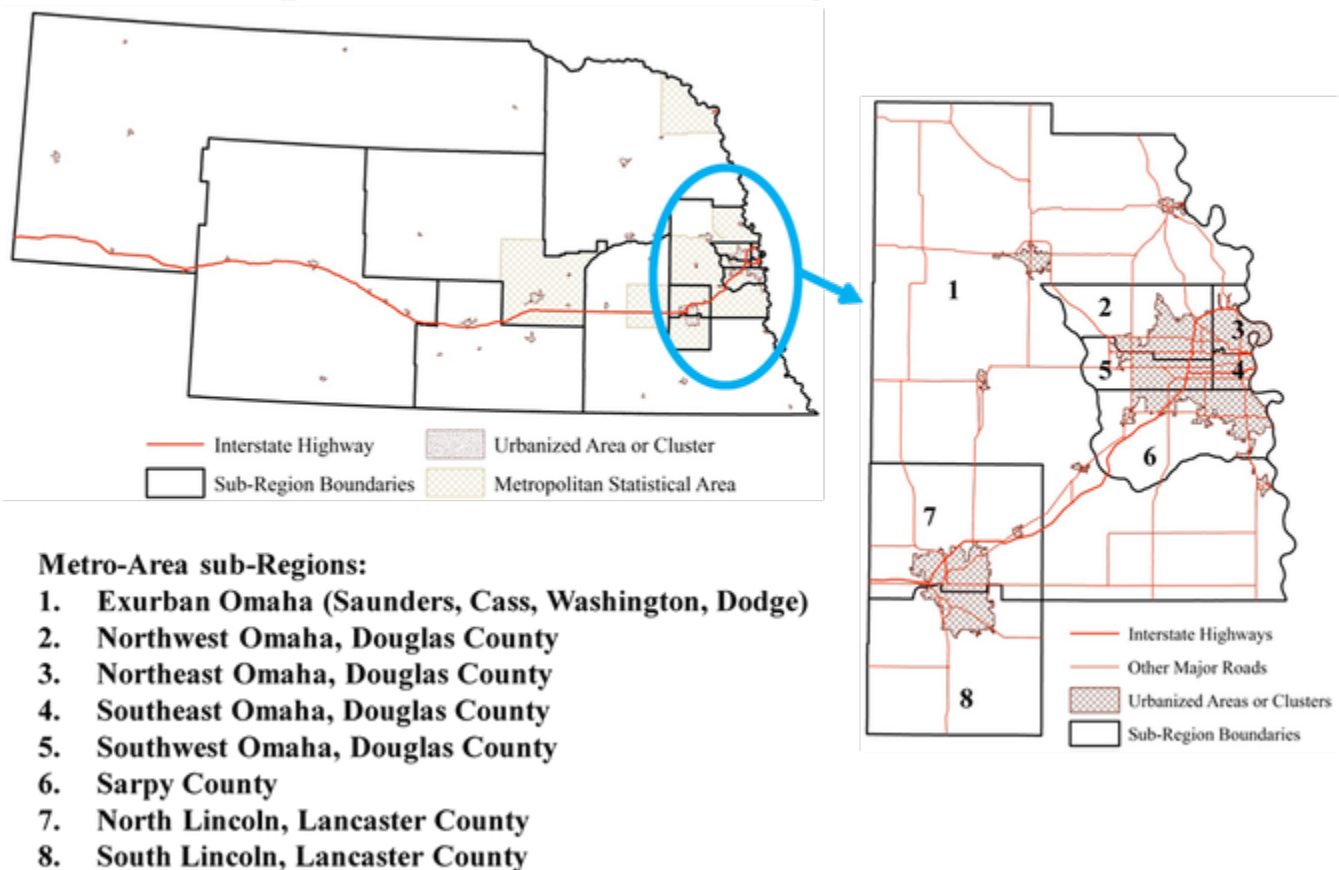 Interstate Highway
Urbanized Area or Cluster
Sub-Region Boundaries
Metropolitan Statistical Area
Metro-Area sub-Regions:
1. Exurban Omaha (Saunders, Cass, Washington, Dodge)
2. Northwest Omaha, Douglas County
3. Northeast Omaha, Douglas County
4. Southeast Omaha, Douglas County
5. Southwest Omaha, Douglas County
6. Sarpy County
7. North Lincoln, Lancaster County
8. South Lincoln, Lancaster County
1
2
3
5
4
6
7
8
Interstate Highways
Other Major Roads
Urbanized Areas or Clusters
Sub-Region Boundaries